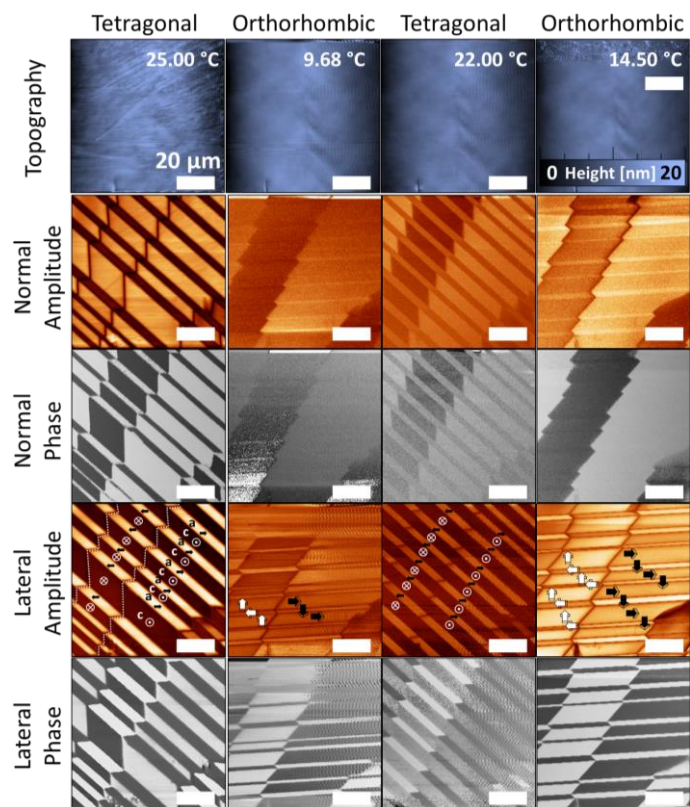 Tetragonal Orthorhombic Tetragonal Orthorhombic
Topography
25.00 °C 9.68 °C 22.00 °C 14.50 °C
20 µm
0 Height [nm] 20
Normal
Amplitude
Normal
Phase
Lateral
Amplitude
a
c
a
c
a
c
a
c
Lateral
Phase